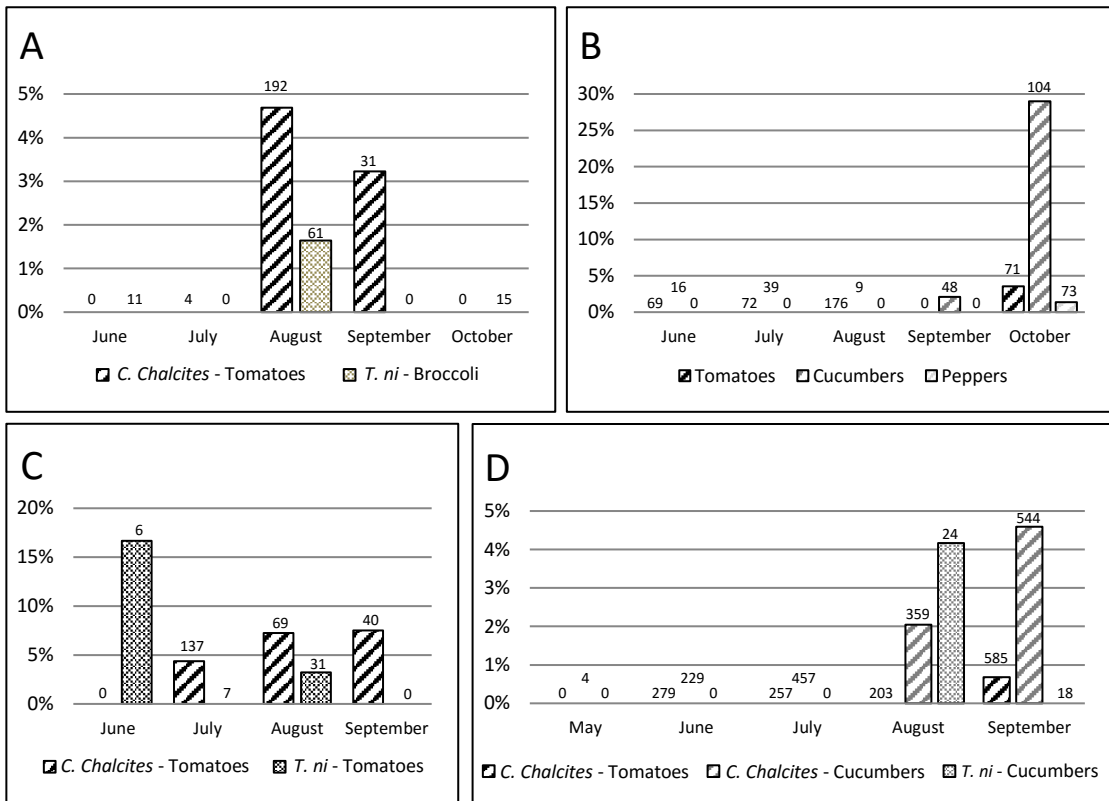 A
192
5%
4%
31
3%
2%
61
1%
0 11 4 0 0 0 15
0%
June July August September October
C. Chalcites - Tomatoes T. ni - Broccoli
B
104
30%
25%
20%
15%
10%
71
5%
16 39 9 48 73
69 0 72 0 176 0 0 0
0%
June July August September October
Tomatoes Cucumbers Peppers
C
20%
6
15%
10%
69 40
137
5%
31
0 7 0
0%
June July August September
C. Chalcites - Tomatoes T. ni - Tomatoes
D
5%
544
24
4%
3%
359
2%
585
1%
4 229 457
0 0 279 0 257 0 203 18
0%
May June July August September
C. Chalcites - Tomatoes C. Chalcites - Cucumbers T. ni - Cucumbers